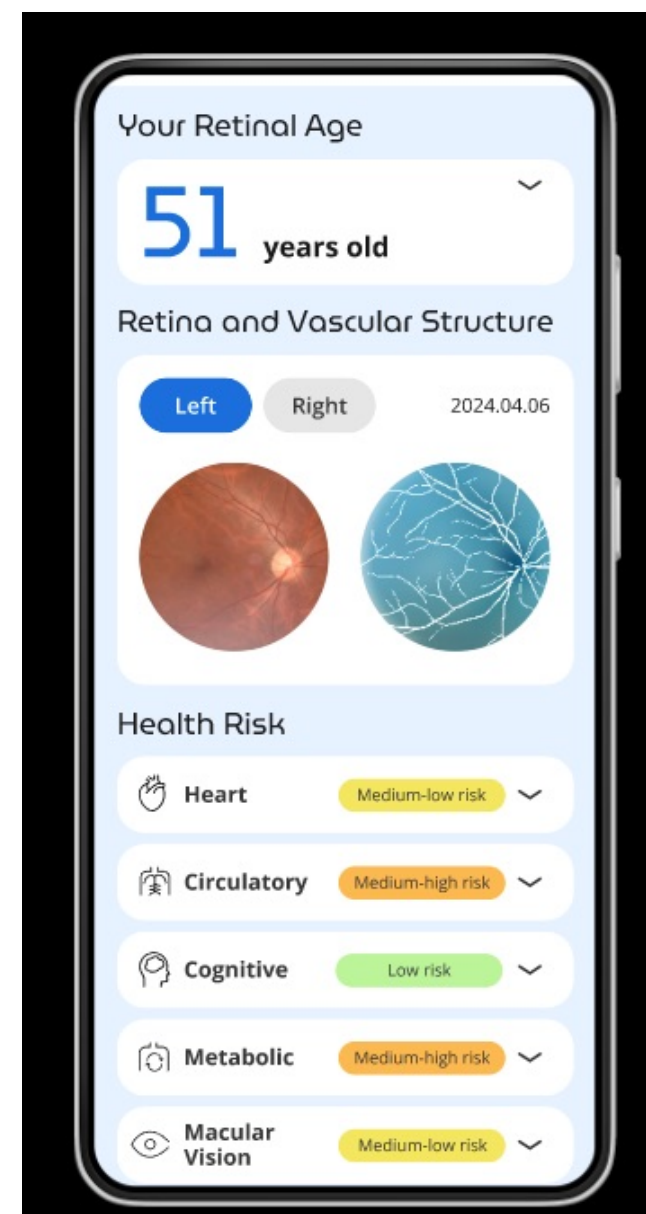 Your Retinal Age
51 years old
Retina and Vascular Structure
Left Right 2024.04.06
Health Risk
Heart Medium-low risk
Circulatory Medium-high risk
Cognitive Low risk
Metabolic Medium-high risk
Macular
Vision Medium-low risk